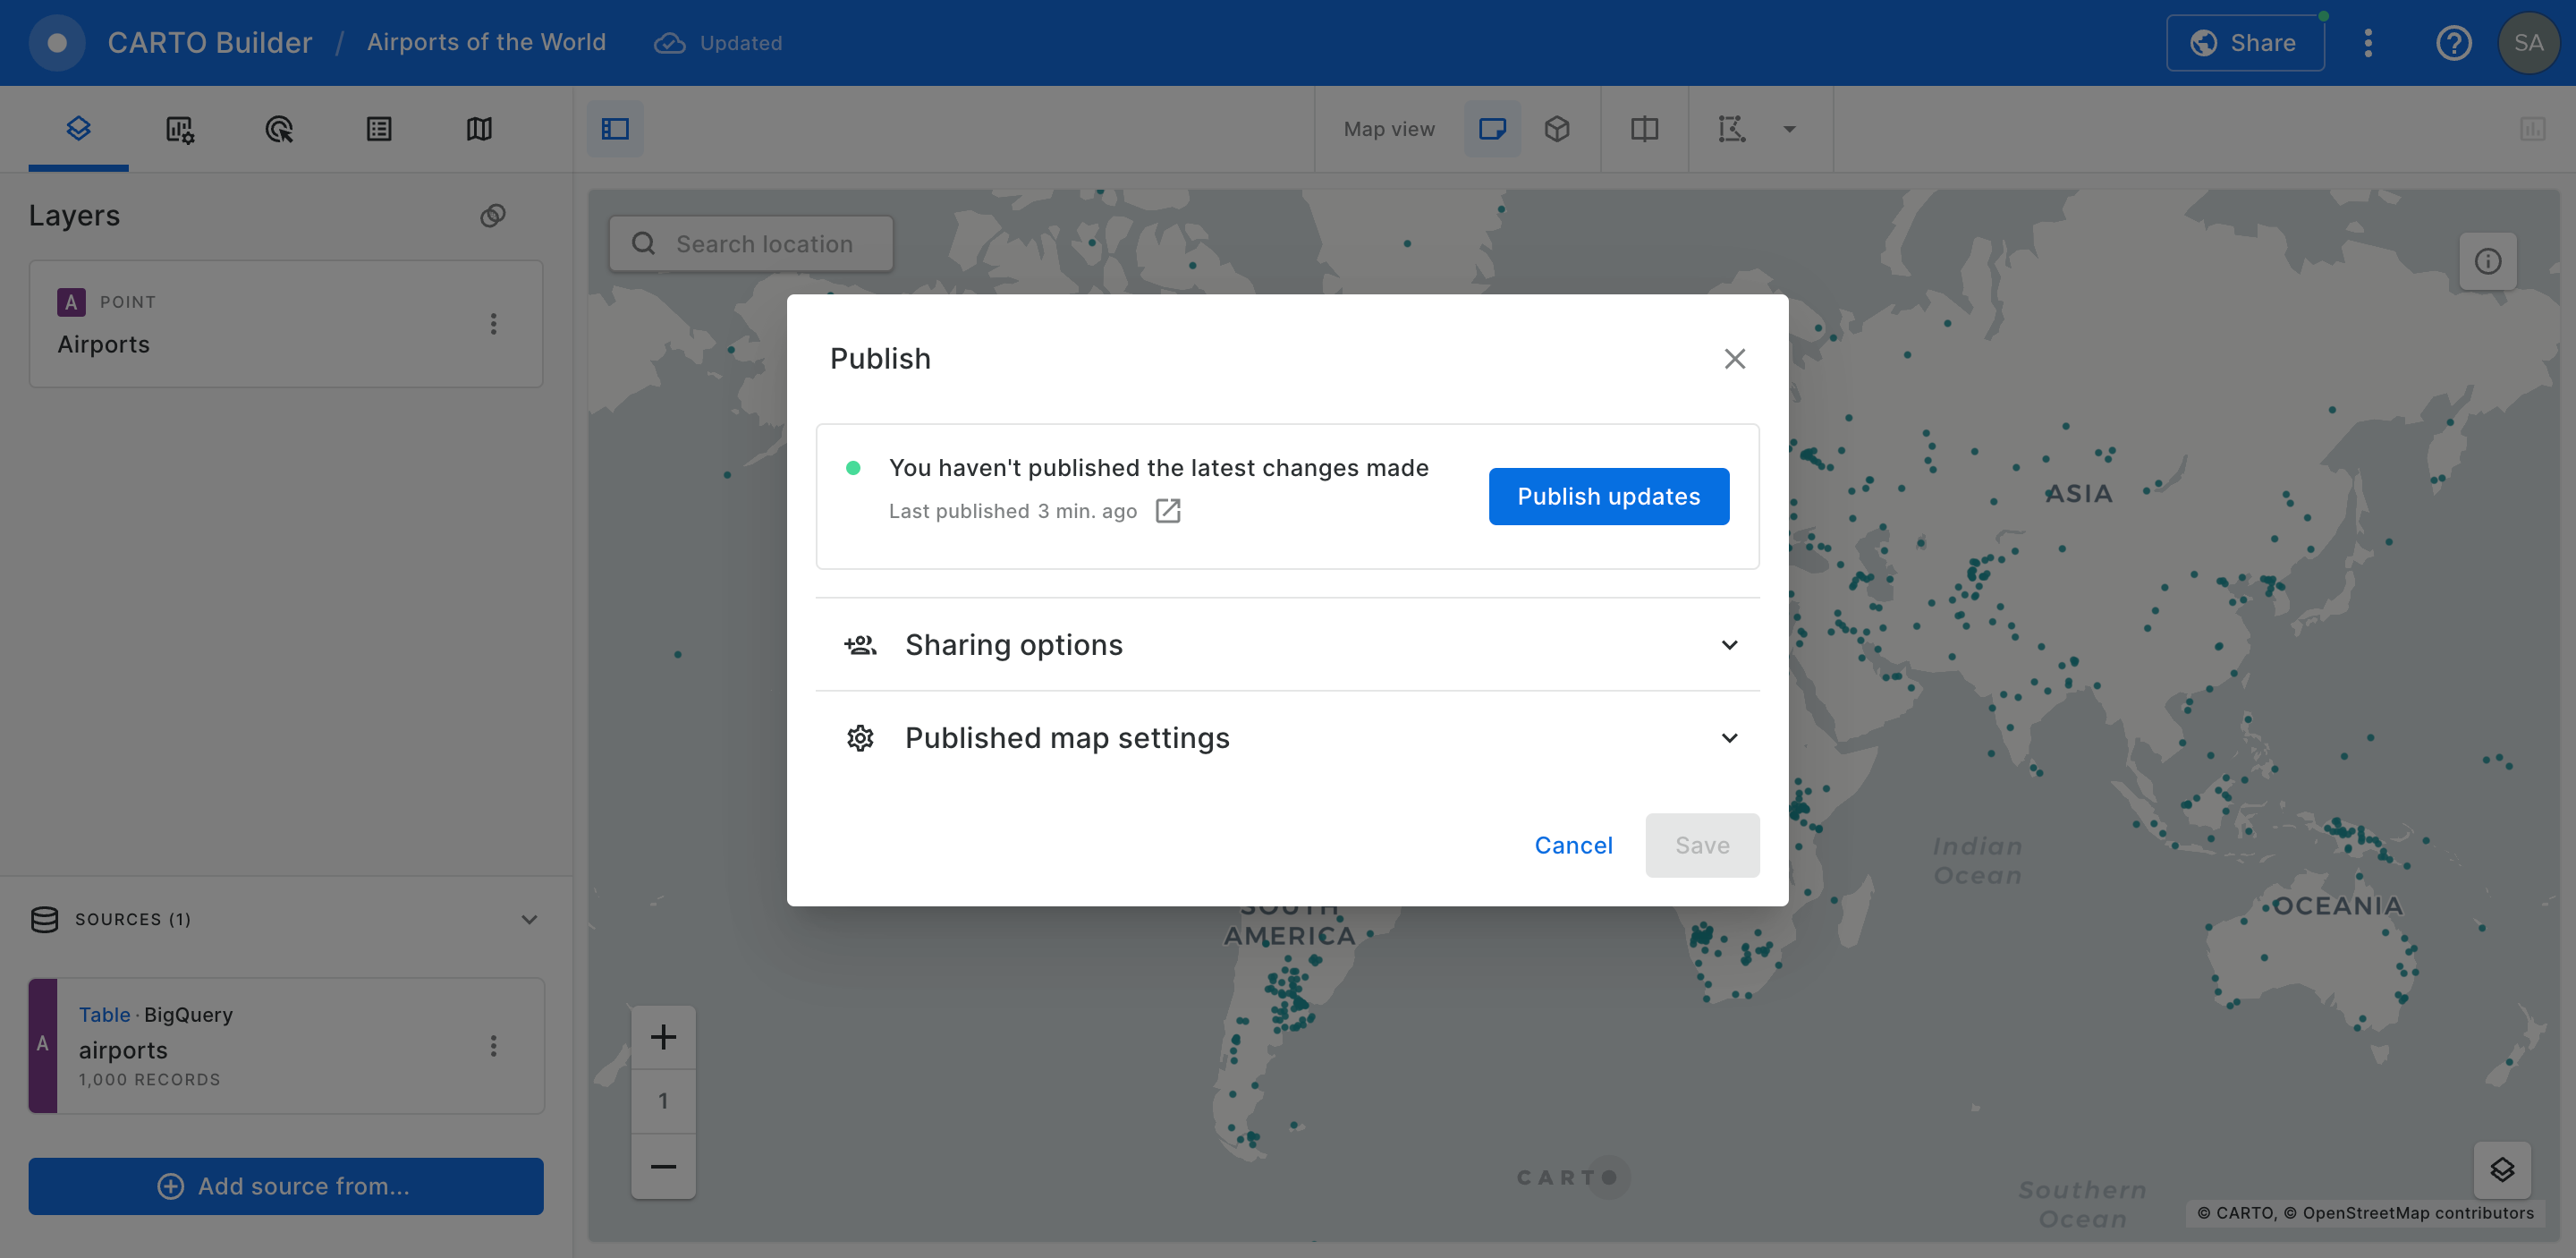 CARTO Builder / Airports of the World Updated
Share
SA
Map view
Layers
Search location
A POINT
Airports
Publish
You haven't published the latest changes made
Last published 3 min. ago
Publish updates
Sharing options
Published map settings
Cancel
Save
ASIA
Indian
Ocean
OCEANIA
SOUTH
AMERICA
SOURCES (1)
A
Table · BigQuery
airports
1,000 RECORDS
Add source from...
1
CARTO
Southern
Ocean
© CARTO, © OpenStreetMap contributors